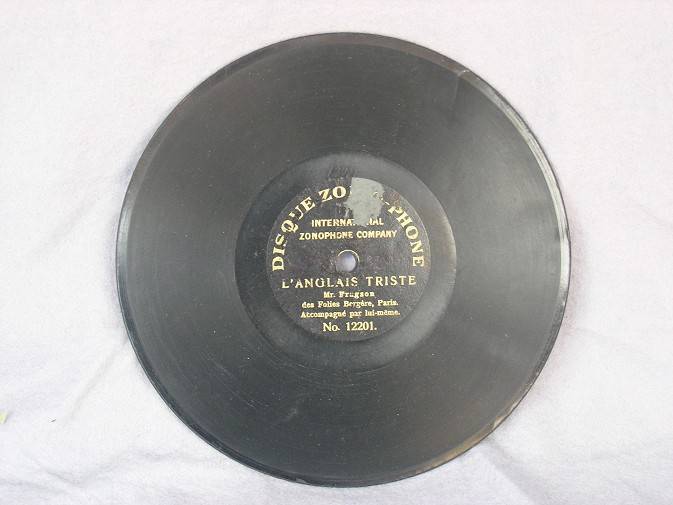 DISQUE ZO -PHONE
INTERNAT AL
ZONOPHONE COMPANY
L'ANGLAIS TRISTE
Mr. Fragson
des Folies Bergère, Paris.
Accompagné par lui-même.
No. 12201.